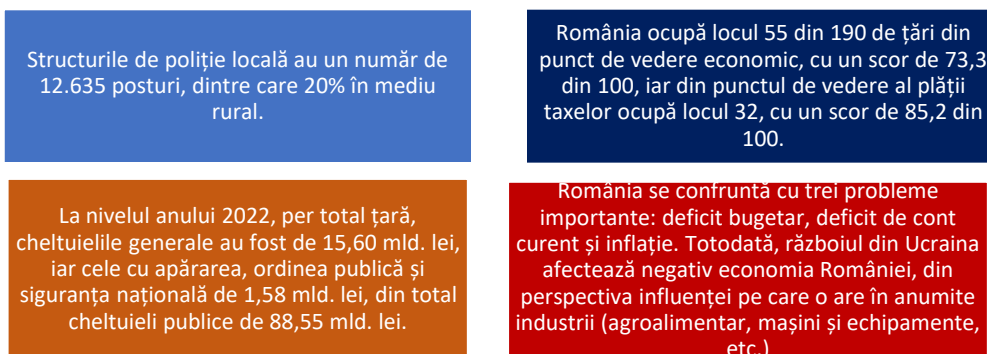 Structurile de poliție locală au un număr de
12.635 posturi, dintre care 20% în mediu
rural.
România ocupă locul 55 din 190 de țări din
punct de vedere economic, cu un scor de 73,3
din 100, iar din punctul de vedere al plății
taxelor ocupă locul 32, cu un scor de 85,2 din
100.
La nivelul anului 2022, per total țară,
cheltuielile generale au fost de 15,60 mld. lei,
iar cele cu apărarea, ordinea publică și
siguranța națională de 1,58 mld. lei, din total
cheltuieli publice de 88,55 mld. lei.
România se confruntă cu trei probleme
importante: deficit bugetar, deficit de cont
curent și inflație. Totodată, războiul din Ucraina
afectează negativ economia României, din
perspectiva influenței pe care o are în anumite
industrii (agroalimentar, mașini și echipamente,
etc.)